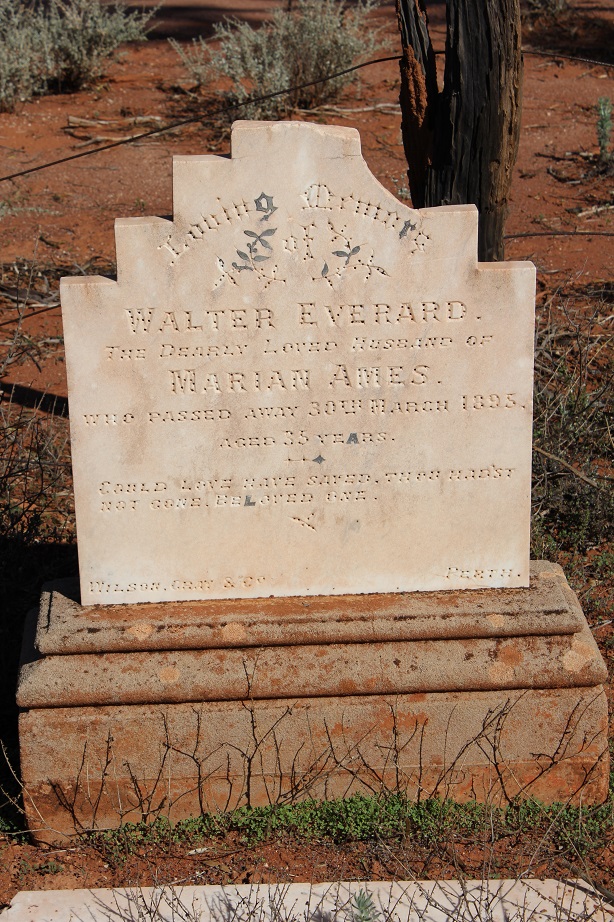 Loving Memory
of
WALTER EVERARD.
THE DEARLY LOVED HUSBAND OF
MARIAN AMES.
WHO PASSED AWAY 30TH MARCH 1895.
AGED 35 YEARS.
COULD LOVE HAVE SAVED, THOU HADST
NOT GONE, BELOVED ONE.
WILSON, GRAY & CO. PERTH